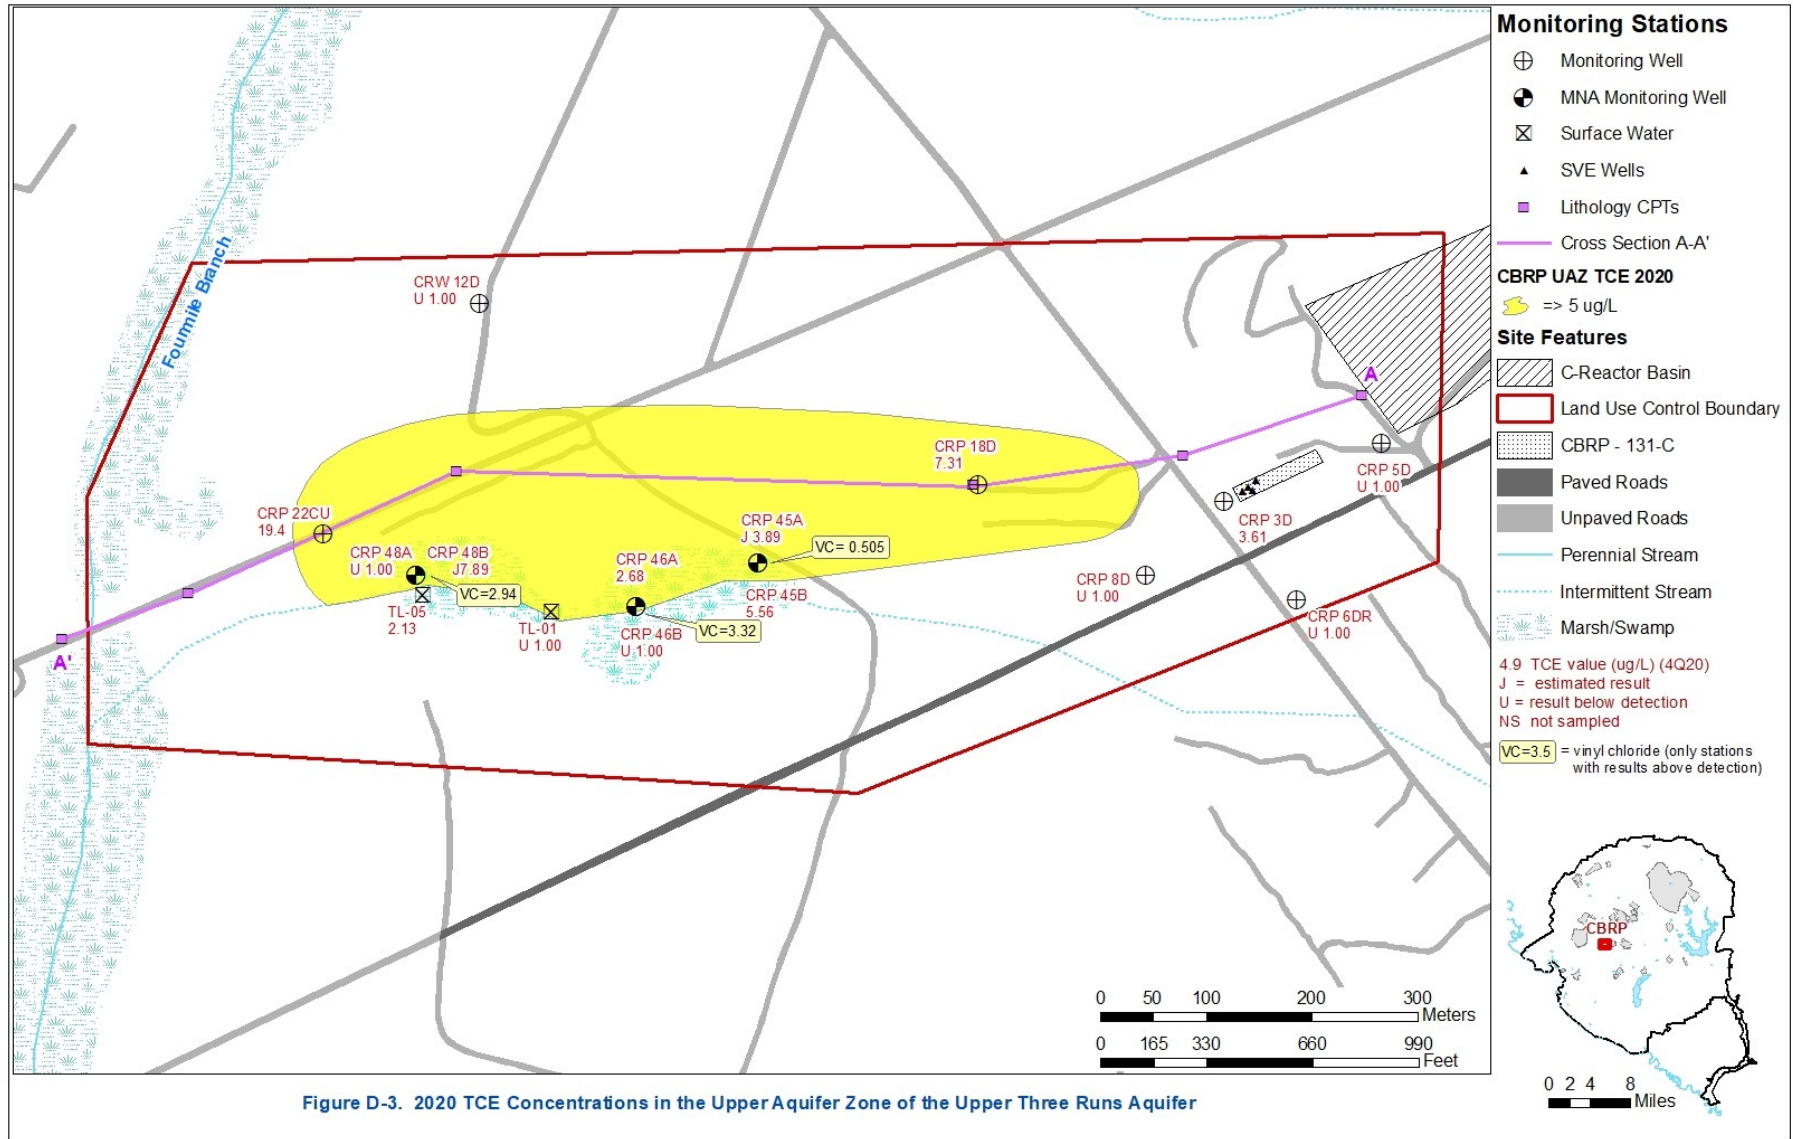 Monitoring Stations
Monitoring Well
MNA Monitoring Well
Surface Water
SVE Wells
Lithology CPTs
Cross Section A-A'
CBRP UAZ TCE 2020
=> 5 ug/L
Site Features
C-Reactor Basin
Land Use Control Boundary
CBRP - 131-C
Paved Roads
Unpaved Roads
Perennial Stream
Intermittent Stream
Marsh/Swamp
4.9 TCE value (ug/L) (4Q20)
J = estimated result
U = result below detection
NS not sampled
VC=3.5 = vinyl chloride (only stations
with results above detection)
Fourmile Branch
CRW 12D
U 1.00
A
CRP 18D
7.31
CRP 5D
U 1.00
CRP 22CU
19.4
CRP 45A
J 3.89
CRP 3D
3.61
VC= 0.505
CRP 48A
U 1.00
CRP 48B
J7.89
CRP 46A
2.68
CRP 8D
U 1.00
VC=2.94
CRP 45B
5.56
TL-05
2.13
TL-01
U 1.00
CRP 46B
U 1.00
VC=3.32
CRP 6DR
U 1.00
A'
0 50 100 200 300
Meters
0 165 330 660 990
Feet
CBRP
0 2 4 8
Miles
Figure D-3. 2020 TCE Concentrations in the Upper Aquifer Zone of the Upper Three Runs Aquifer